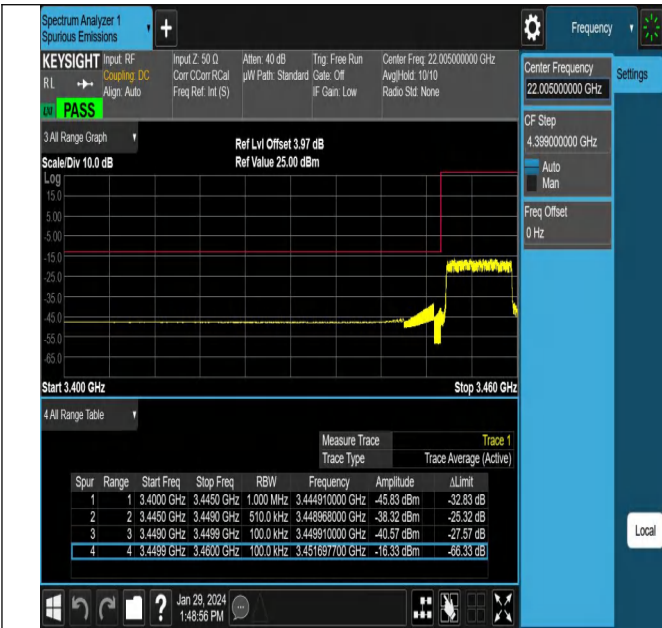 Spectrum Analyzer 1
Spurious Emissions
+
Frequency
KEYSIGHT
RL
Input: RF
Coupling: DC
Align: Auto
Input Z: 50 Ω
Corr CCorr RCal
Freq Ref: Int (S)
Atten: 40 dB
µW Path: Standard
Trig: Free Run
Gate: Off
IF Gain: Low
Center Freq: 22.005000000 GHz
Avg|Hold: 10/10
Radio Std: None
PASS
3 All Range Graph
Ref Lvl Offset 3.97 dB
Scale/Div 10.0 dB
Ref Value 25.00 dBm
Log
15.0
5.00
-5.00
-15.0
-25.0
-35.0
-45.0
-55.0
-65.0
Start 3.400 GHz
Stop 3.460 GHz
4 All Range Table
Measure Trace Trace 1
Trace Type Trace Average (Active)
Spur Range Start Freq Stop Freq RBW Frequency Amplitude ΔLimit
1 1 3.4000 GHz 3.4450 GHz 1.000 MHz 3.444910000 GHz -45.83 dBm -32.83 dB
2 2 3.4450 GHz 3.4490 GHz 510.0 kHz 3.448968000 GHz -38.32 dBm -25.32 dB
3 3 3.4490 GHz 3.4499 GHz 100.0 kHz 3.449910000 GHz -40.57 dBm -27.57 dB
4 4 3.4499 GHz 3.4600 GHz 100.0 kHz 3.451697700 GHz -16.33 dBm -66.33 dB
?
Jan 29, 2024
1:48:56 PM
Center Frequency
22.005000000 GHz
Settings
CF Step
4.399000000 GHz
Auto
Man
Freq Offset
0 Hz
Local